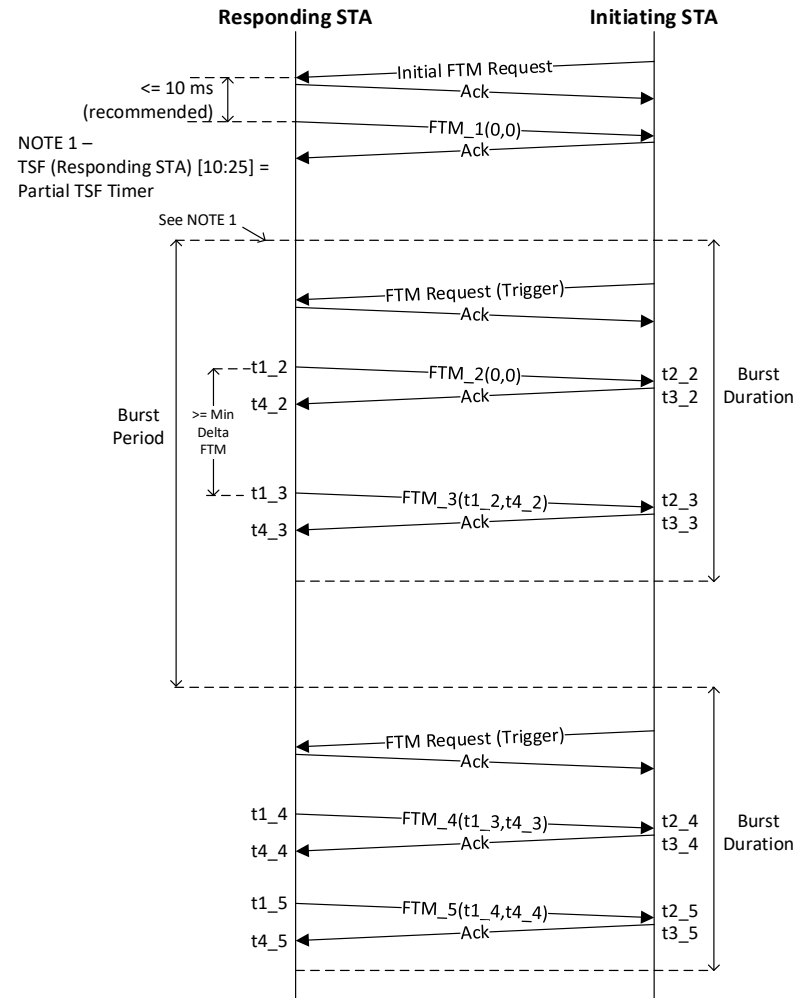 Responding STA
Initiating STA
Initial FTM Request
Ack
<= 10 ms
(recommended)
FTM_1(0,0)
Ack
NOTE 1 –
TSF (Responding STA) [10:25] =
Partial TSF Timer
See NOTE 1
FTM Request (Trigger)
Ack
t1_2
FTM_2(0,0)
t2_2
t4_2
Ack
t3_2
Burst
Duration
Burst
Period
>= Min
Delta
FTM
t1_3
FTM_3(t1_2,t4_2)
t2_3
t4_3
Ack
t3_3
FTM Request (Trigger)
Ack
t1_4
FTM_4(t1_3,t4_3)
t2_4
t4_4
Ack
t3_4
Burst
Duration
t1_5
FTM_5(t1_4,t4_4)
t2_5
t4_5
Ack
t3_5